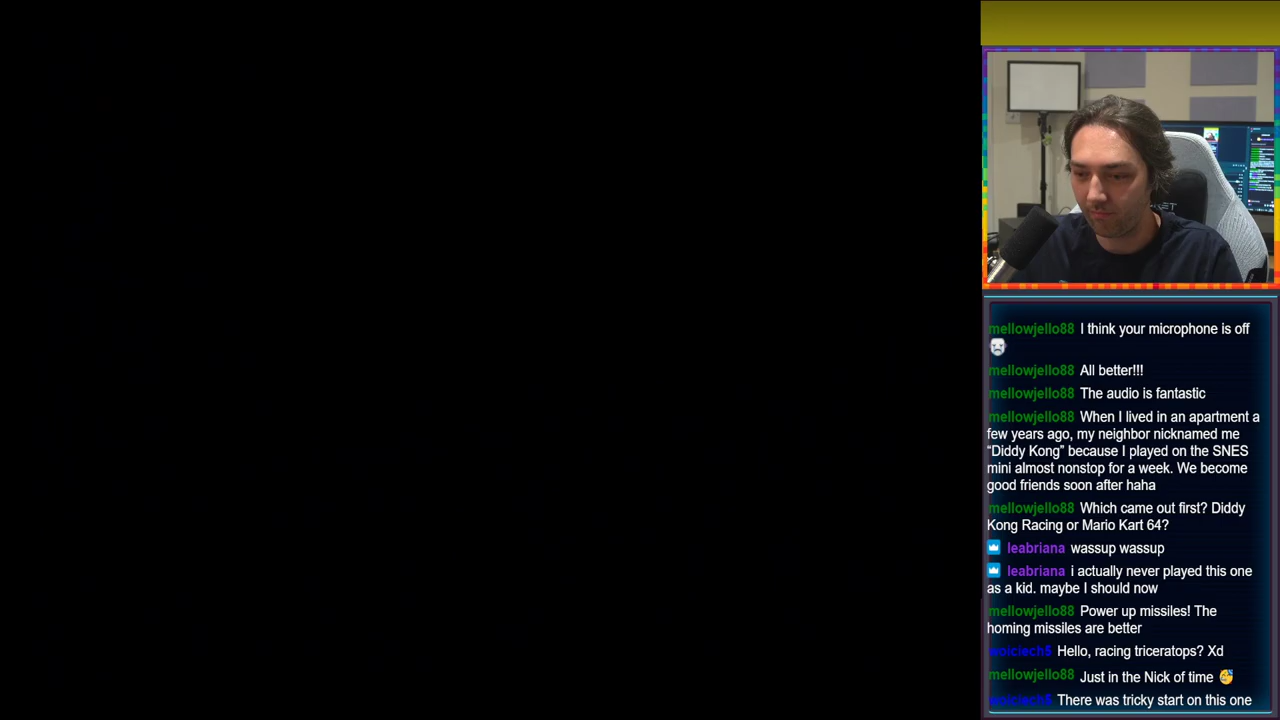 mellowjello88 I think your microphone is off
mellowjello88 All better!!!
mellowjello88 The audio is fantastic
mellowjello88 When I lived in an apartment a
few years ago, my neighbor nicknamed me
“Diddy Kong” because I played on the SNES
mini almost nonstop for a week. We become
good friends soon after haha
mellowjello88 Which came out first? Diddy
Kong Racing or Mario Kart 64?
leabriana wassup wassup
leabriana i actually never played this one
as a kid. maybe I should now
mellowjello88 Power up missiles! The
homing missiles are better
wojciech5 Hello, racing triceratops? Xd
mellowjello88 Just in the Nick of time 🥳
wojciech5 There was tricky start on this one